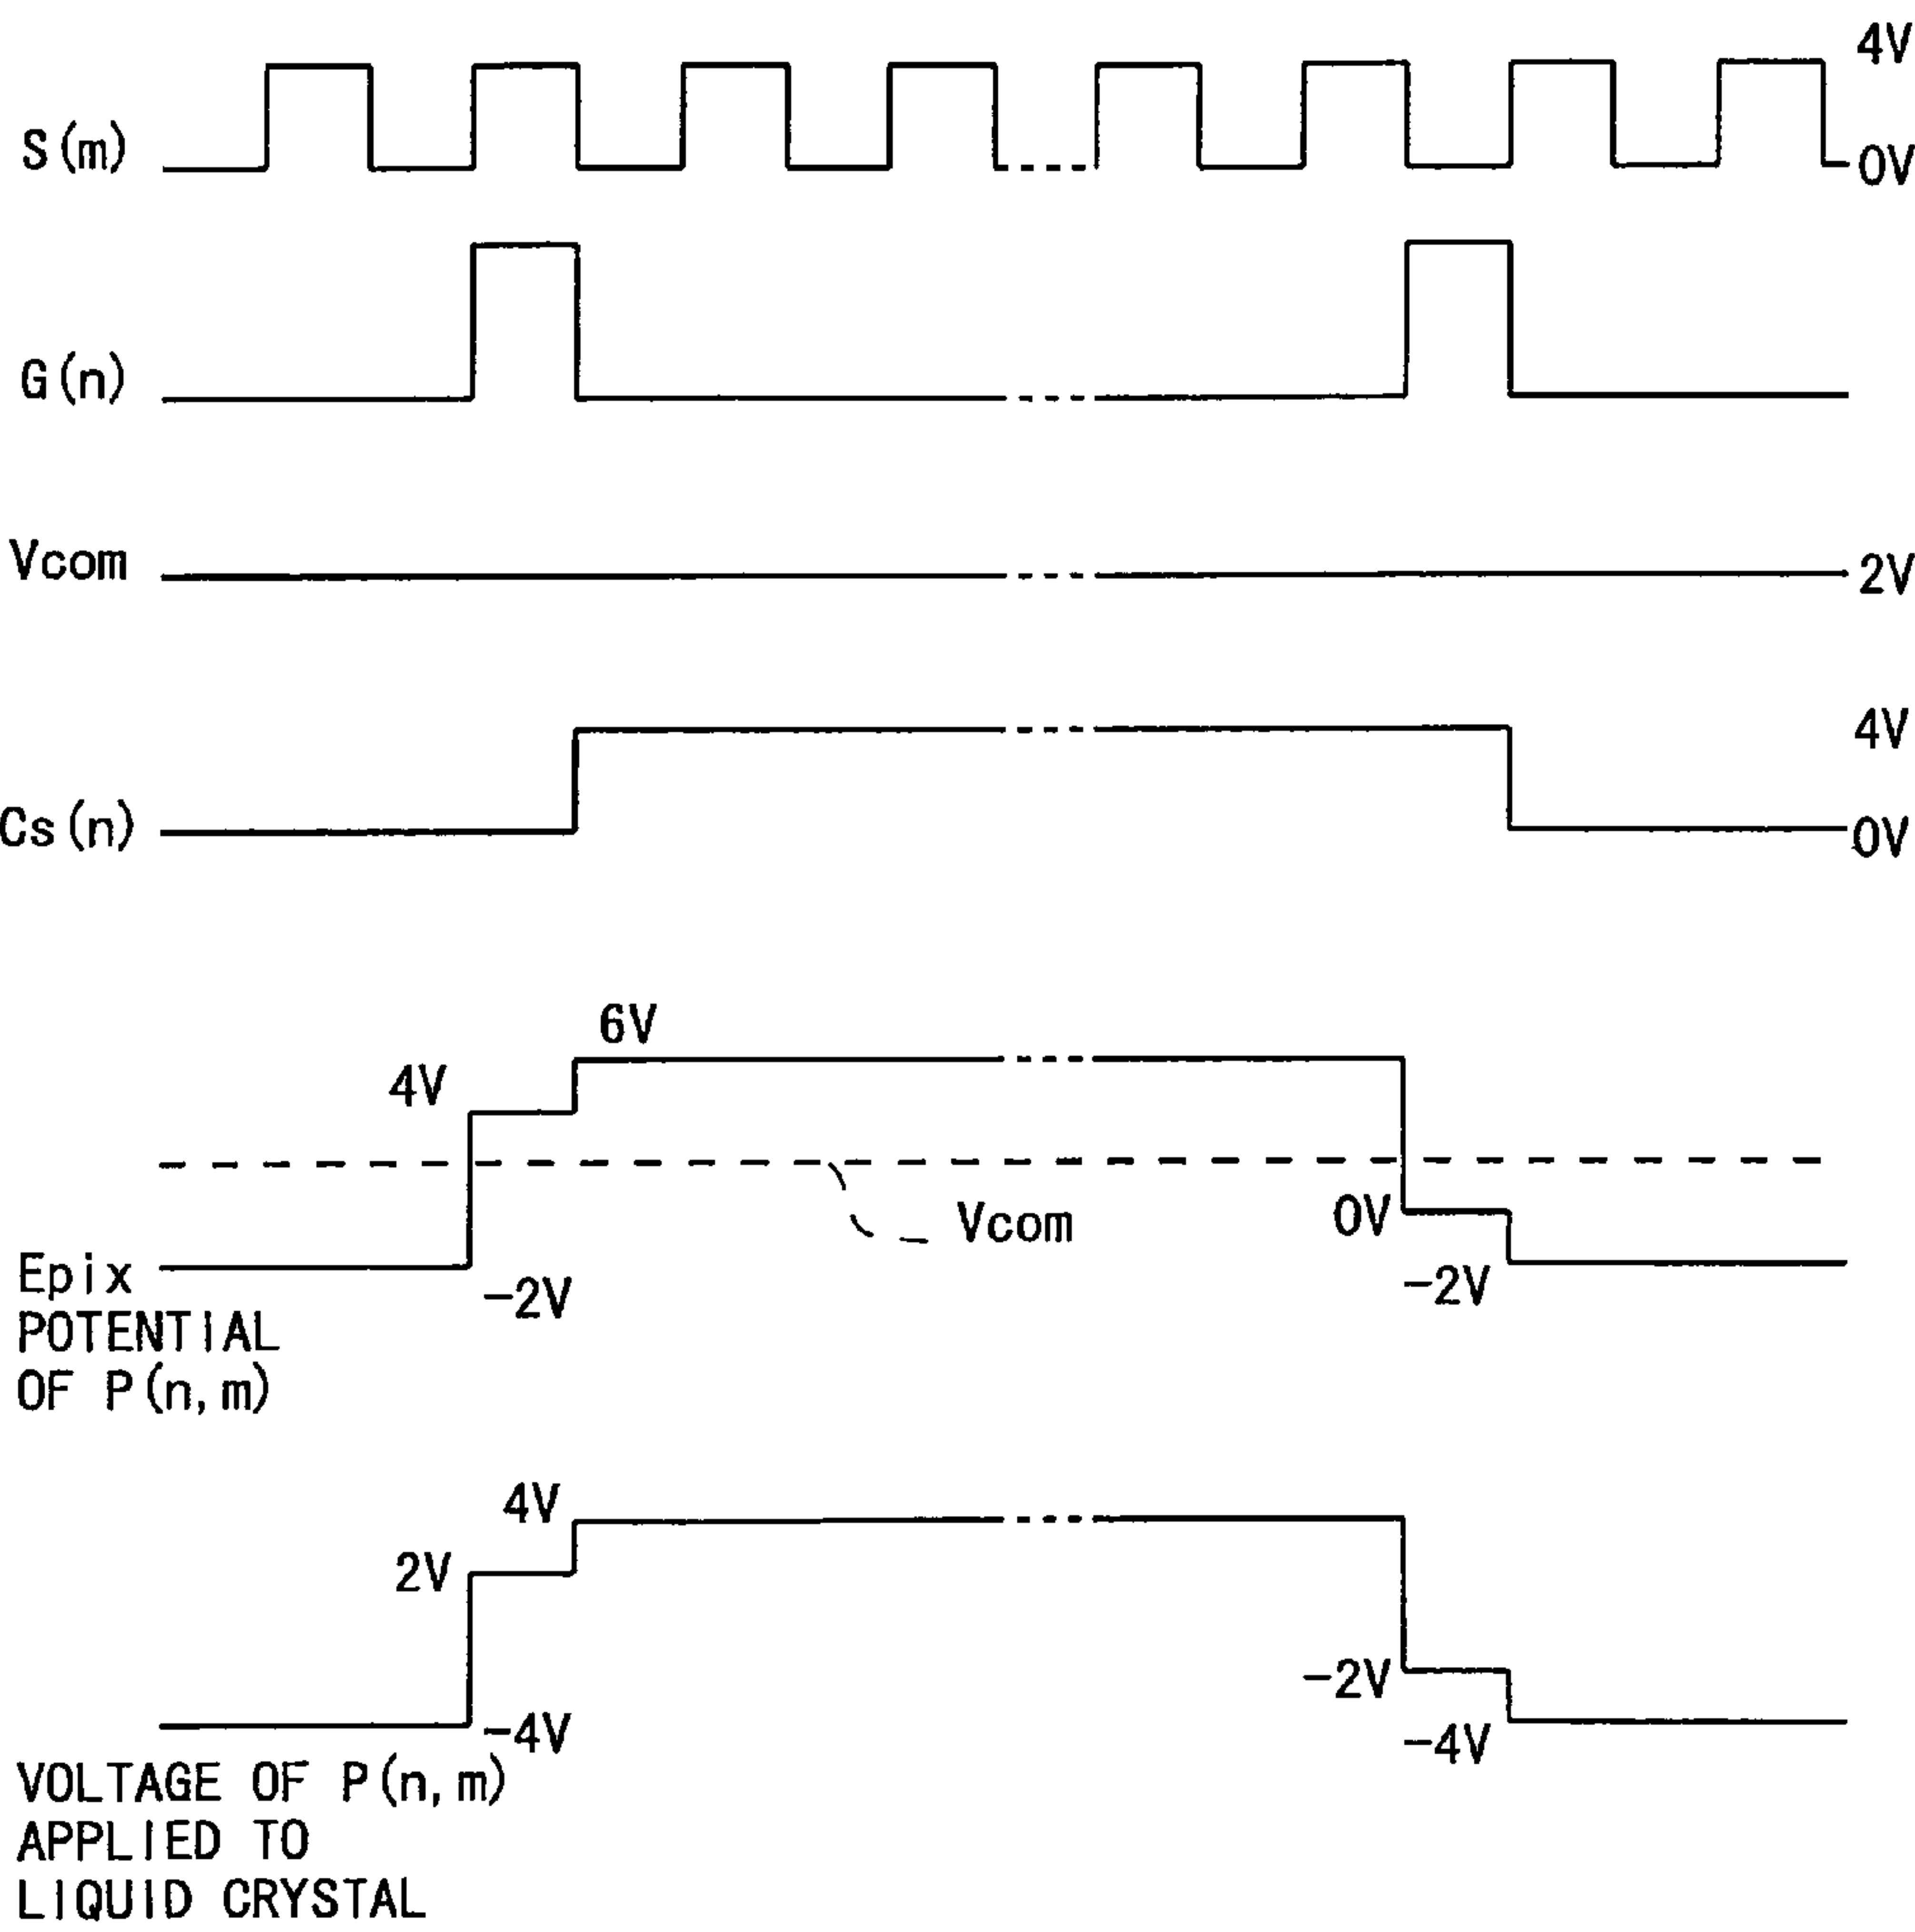 4V
S(m)
0V
G(n)
Vcom
2V
4V
Cs(n)
0V
6V
4V
Vcom
0V
-2V
-2V
Epix
POTENTIAL
OF P(n,m)
4V
2V
-2V
-4V
-4V
VOLTAGE OF P(n,m)
APPLIED TO
LIQUID CRYSTAL